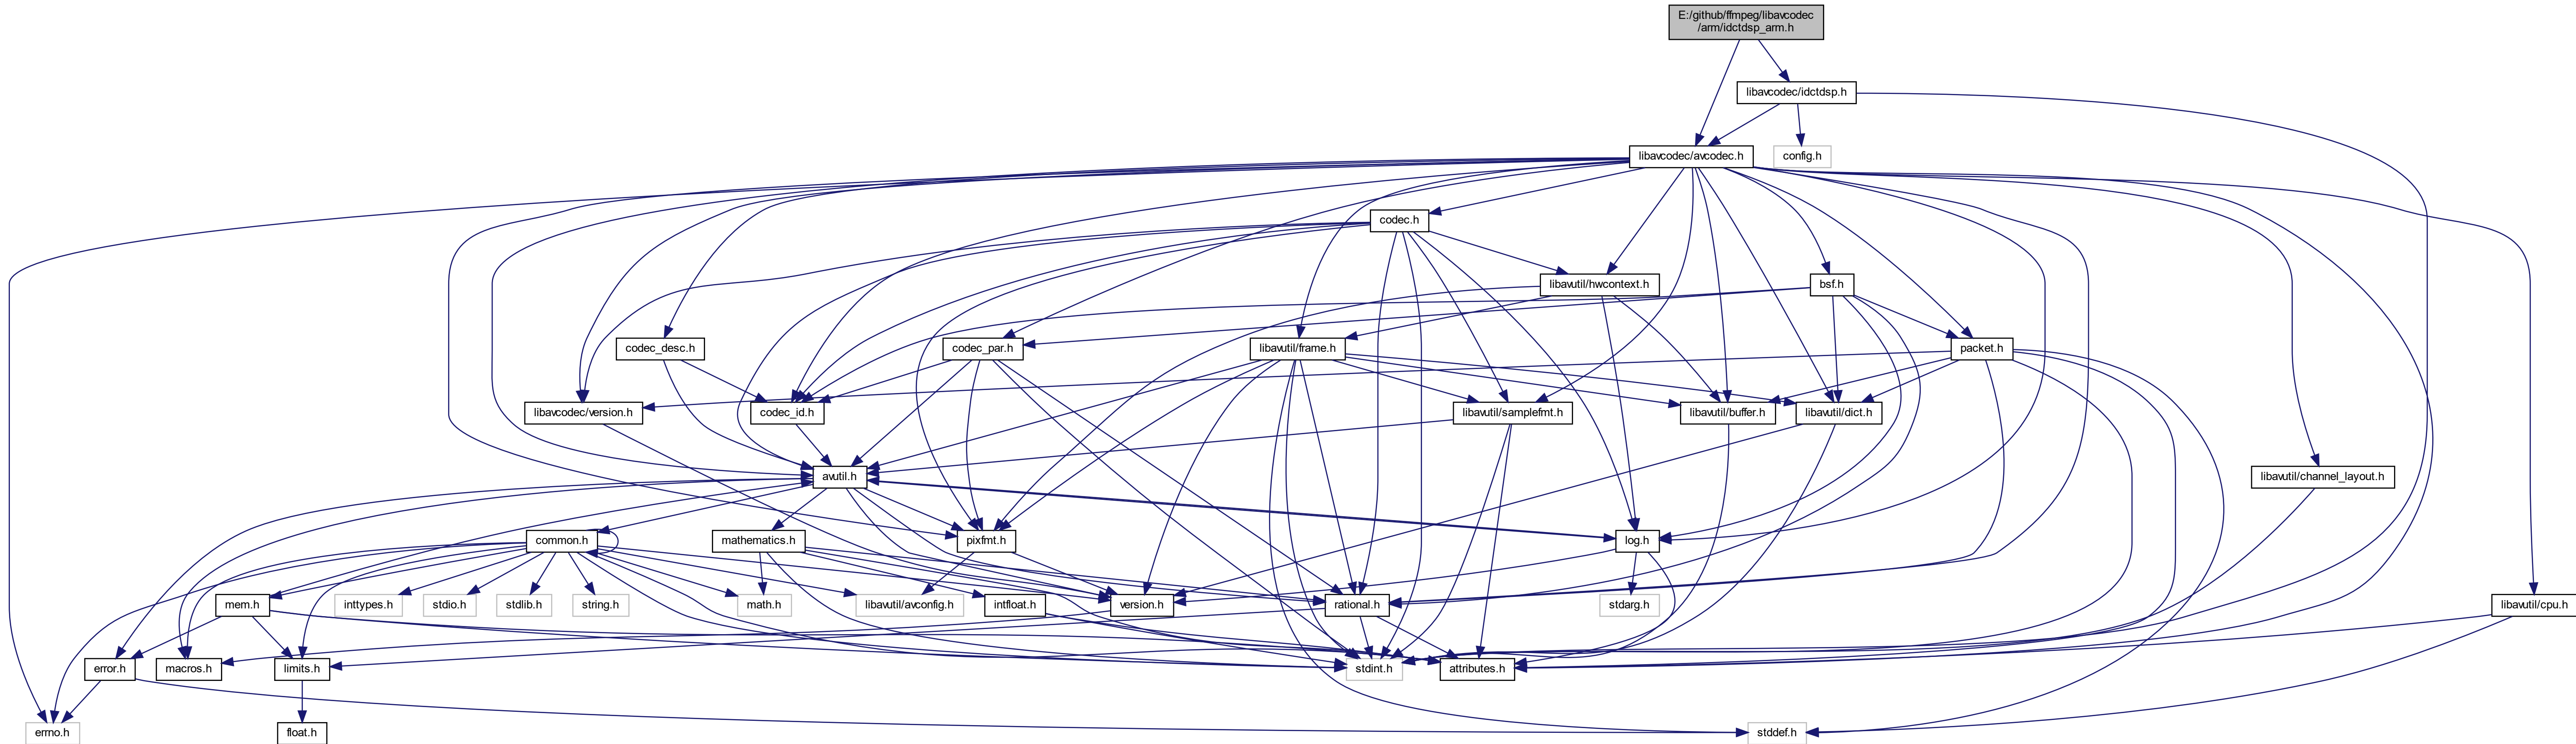 E:/github/ffmpeg/libavcodec
/arm/idctdsp_arm.h
libavcodec/idctdsp.h
libavcodec/avcodec.h
config.h
codec.h
libavutil/hwcontext.h
bsf.h
codec_desc.h
codec_par.h
libavutil/frame.h
packet.h
libavcodec/version.h
codec_id.h
libavutil/samplefmt.h
libavutil/buffer.h
libavutil/dict.h
avutil.h
libavutil/channel_layout.h
common.h
mathematics.h
pixfmt.h
log.h
mem.h
inttypes.h
stdio.h
stdlib.h
string.h
math.h
libavutil/avconfig.h
intfloat.h
version.h
rational.h
stdarg.h
libavutil/cpu.h
error.h
macros.h
limits.h
stdint.h
attributes.h
errno.h
float.h
stddef.h